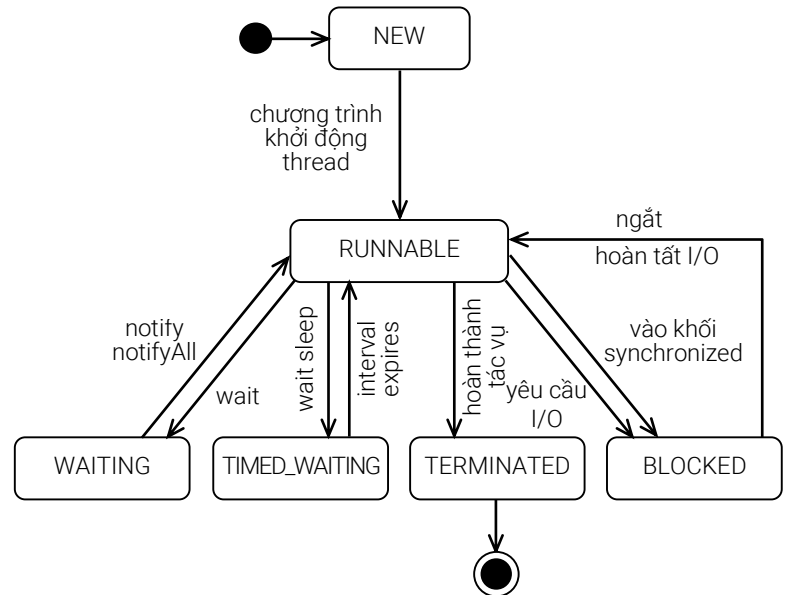 NEW
chương trình
khởi động
thread
RUNNABLE
ngắt
hoàn tất I/O
notify
notifyAll
wait
wait sleep
interval
expires
hoàn thành
tác vụ
yêu cầu
I/O
vào khối
synchronized
WAITING
TIMED_WAITING
TERMINATED
BLOCKED